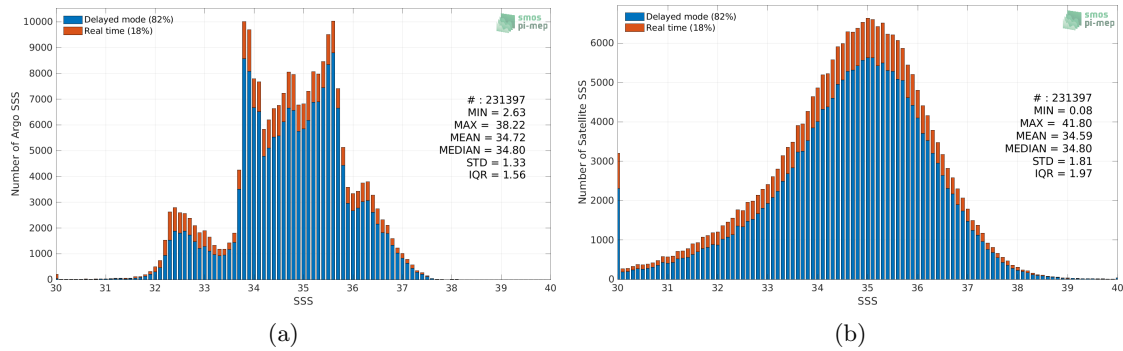 Delayed mode (82%)
Real time (18%)
smos
pi-mep
10000
9000
8000
7000
6000
5000
4000
3000
2000
1000
0
Number of Argo SSS
# : 231397
MIN = 2.63
MAX = 38.22
MEAN = 34.72
MEDIAN = 34.80
STD = 1.33
IQR = 1.56
30 31 32 33 34 35 36 37 38 39 40
SSS
(a)
Delayed mode (82%)
Real time (18%)
smos
pi-mep
6000
5000
4000
3000
2000
1000
0
Number of Satellite SSS
# : 231397
MIN = 0.08
MAX = 41.80
MEAN = 34.59
MEDIAN = 34.80
STD = 1.81
IQR = 1.97
30 31 32 33 34 35 36 37 38 39 40
SSS
(b)